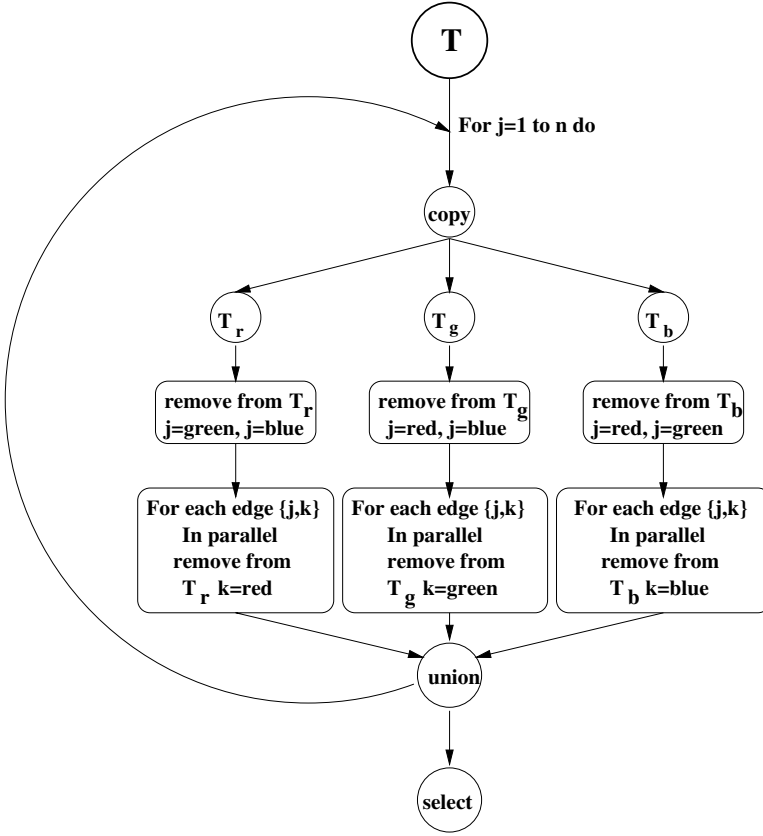 T
For j=1 to n do
copy
T r
T g
T b
remove from T r
j=green, j=blue
remove from T g
j=red, j=blue
remove from T b
j=red, j=green
For each edge {j,k}
In parallel
remove from
T r k=red
For each edge {j,k}
In parallel
remove from
T g k=green
For each edge {j,k}
In parallel
remove from
T b k=blue
union
select